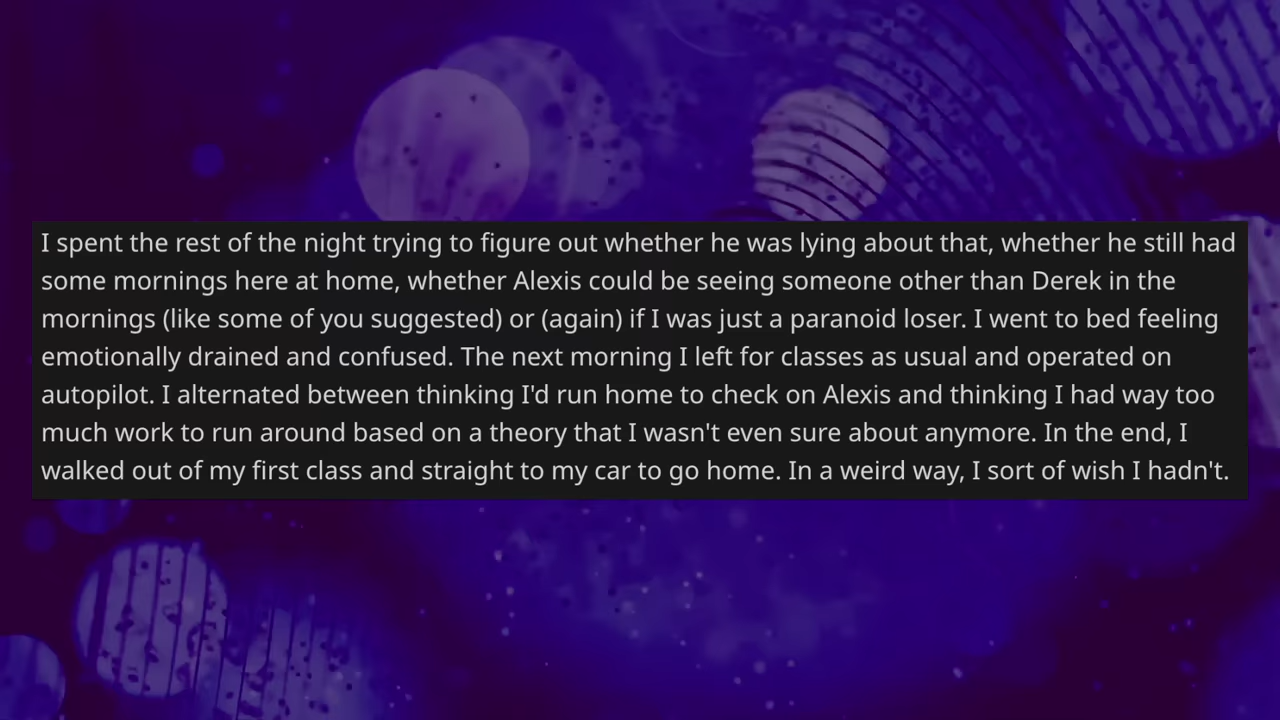 I spent the rest of the night trying to figure out whether he was lying about that, whether he still had
some mornings here at home, whether Alexis could be seeing someone other than Derek in the
mornings (like some of you suggested) or (again) if I was just a paranoid loser. I went to bed feeling
emotionally drained and confused. The next morning I left for classes as usual and operated on
autopilot. I alternated between thinking I'd run home to check on Alexis and thinking I had way too
much work to run around based on a theory that I wasn't even sure about anymore. In the end, I
walked out of my first class and straight to my car to go home. In a weird way, I sort of wish I hadn't.